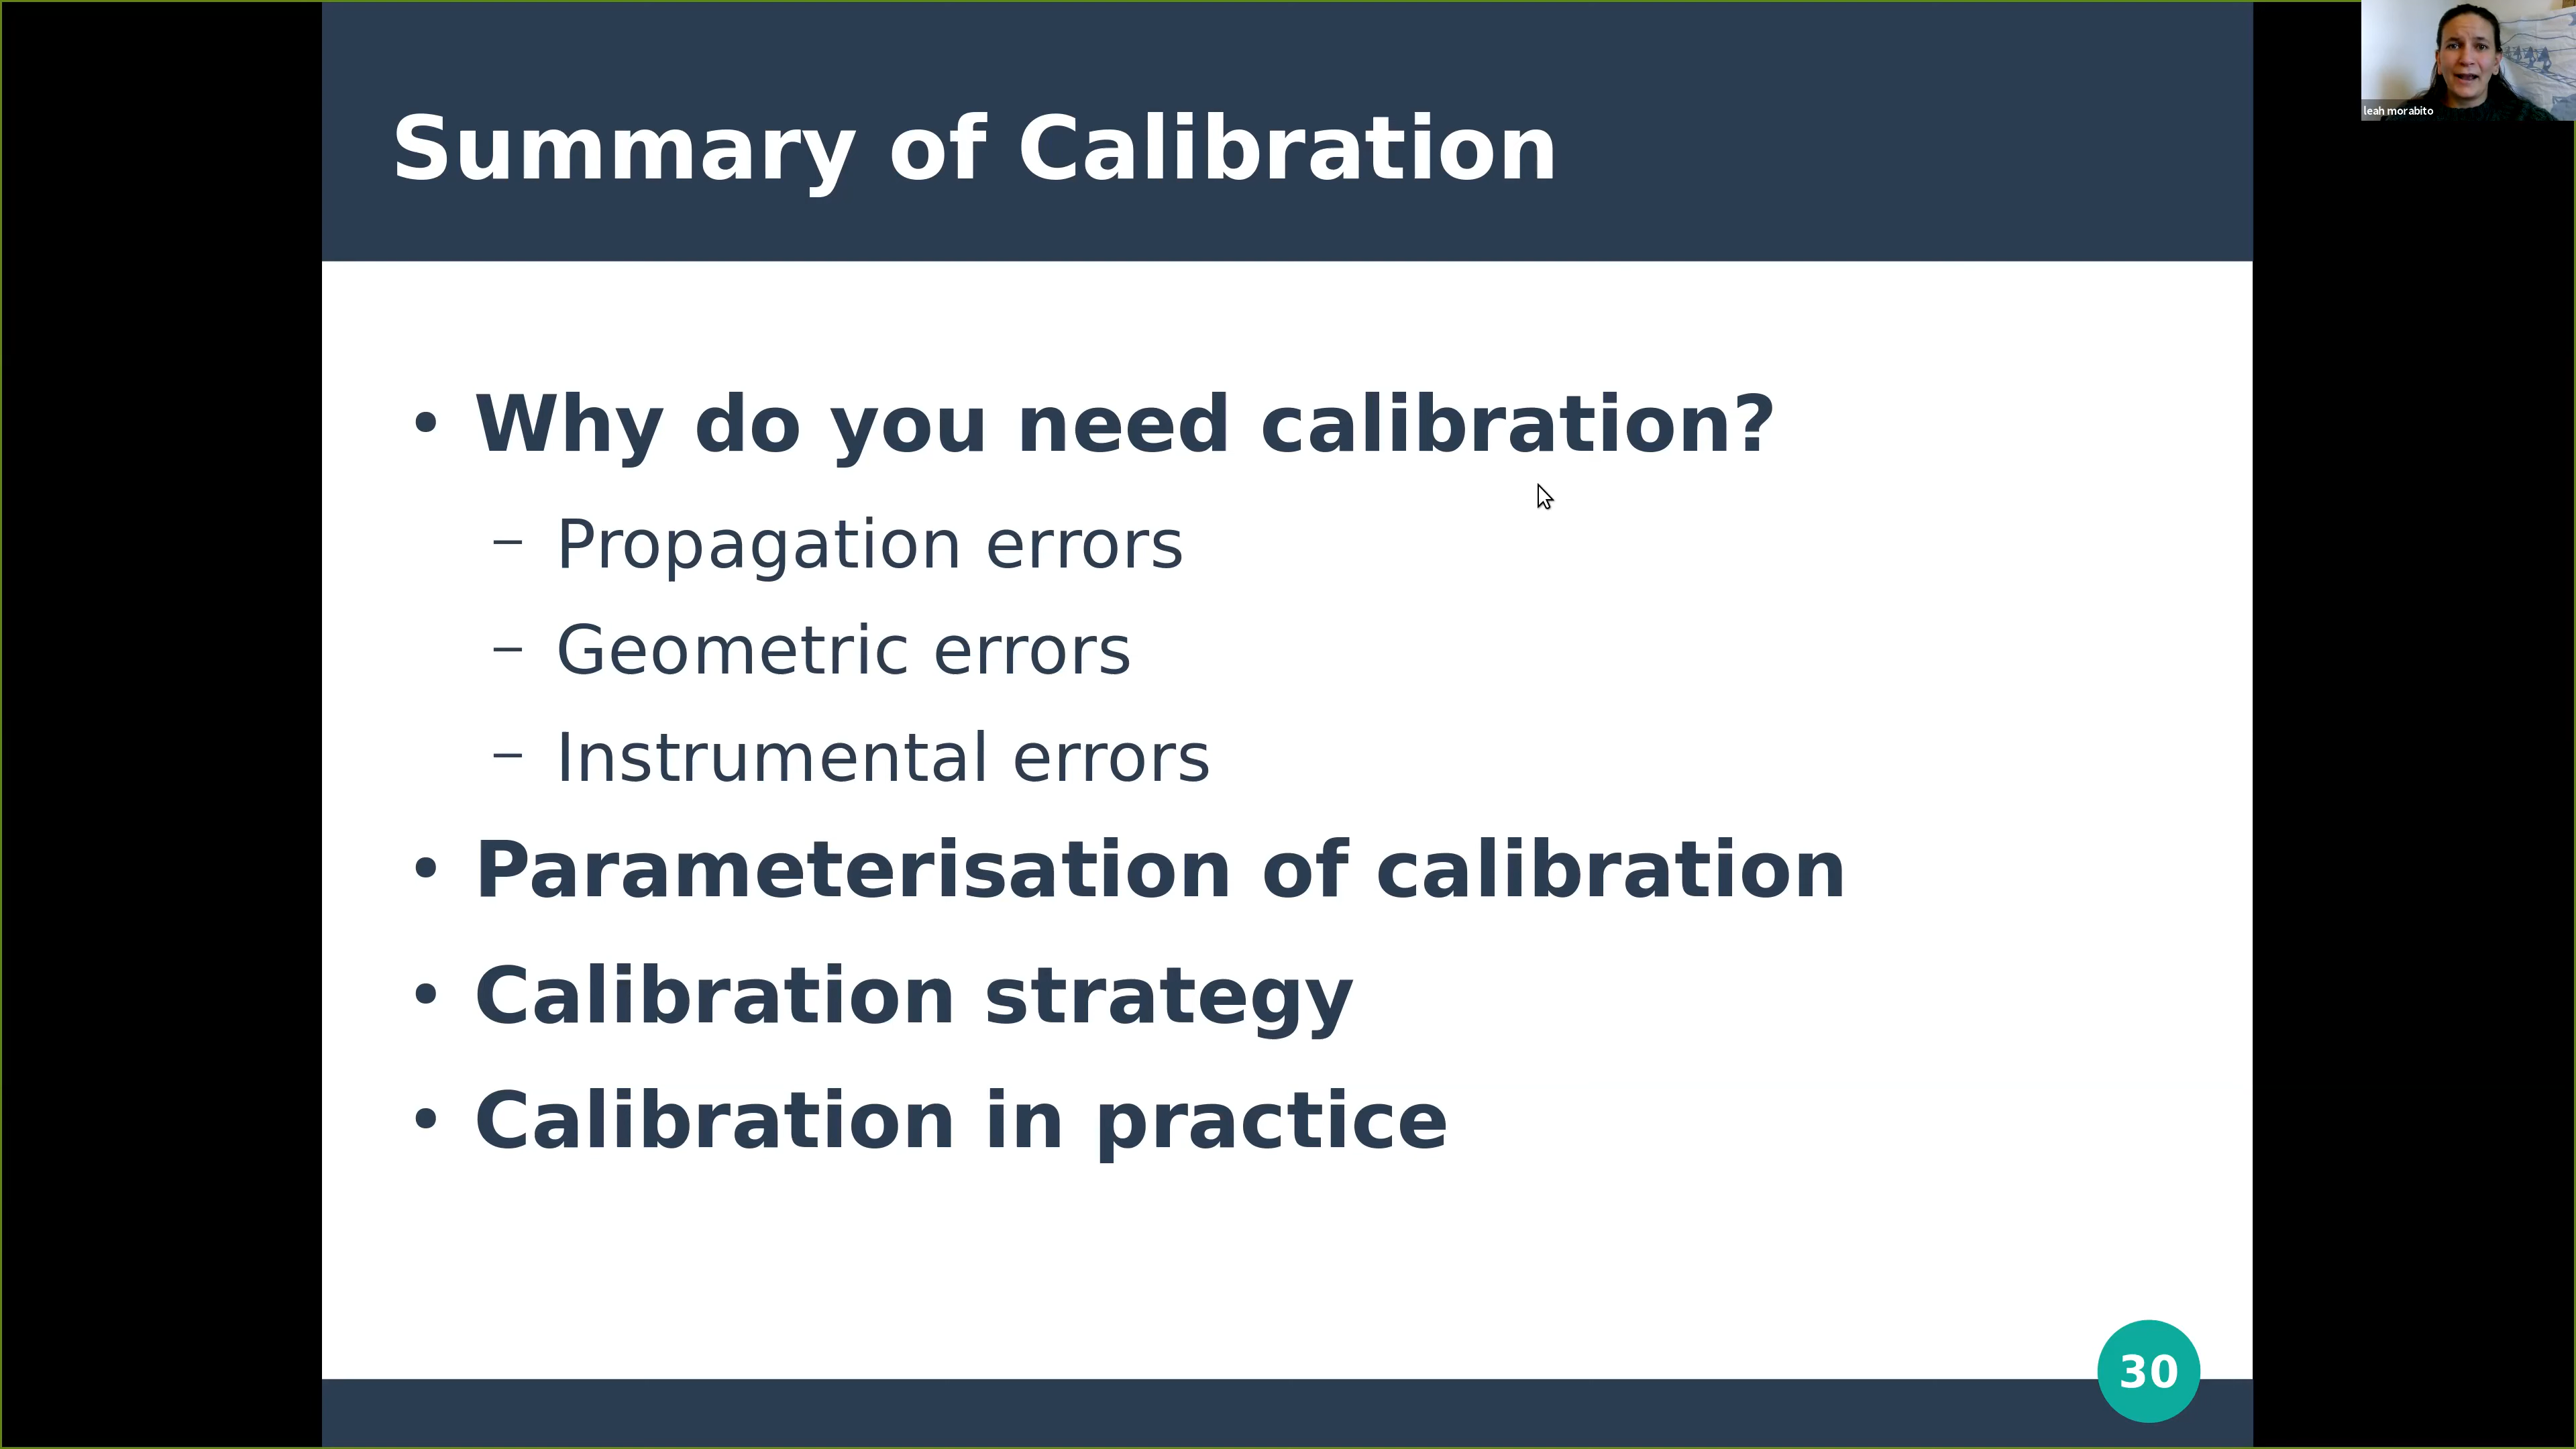 Summary of Calibration
leah morabito
• Why do you need calibration?
– Propagation errors
– Geometric errors
– Instrumental errors
• Parameterisation of calibration
• Calibration strategy
• Calibration in practice
30